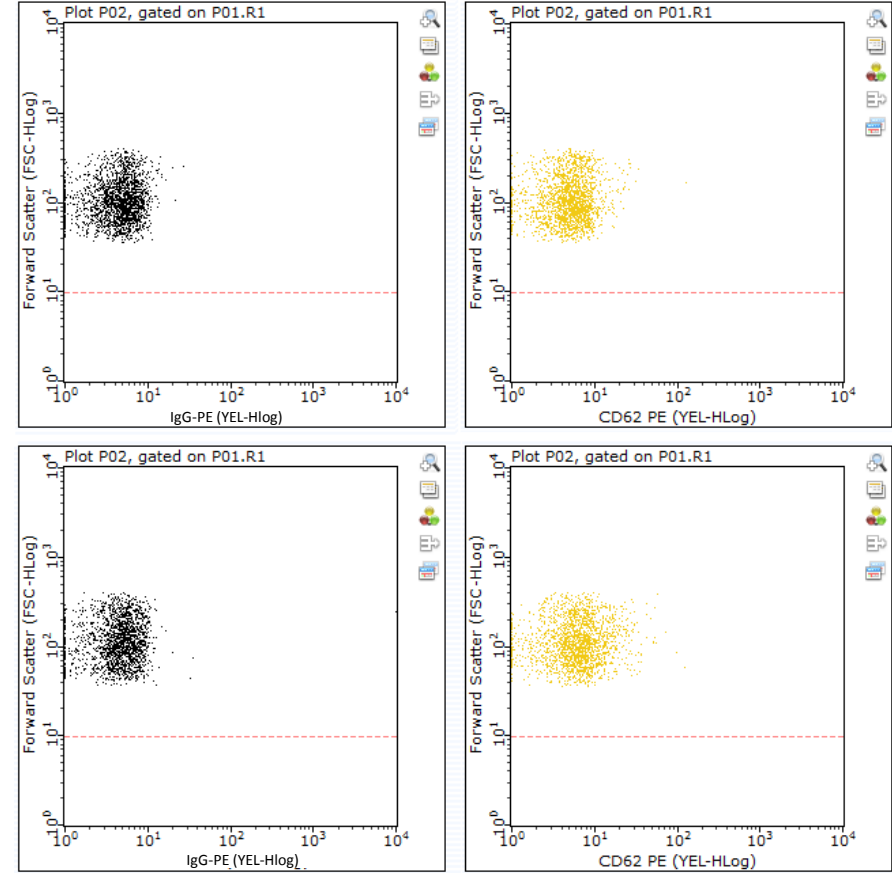 Plot P02, gated on P01.R1
Forward Scatter (FSC-HLog)
10^4
10^3
10^2
10^1
10^0
10^0 10^1 10^2 10^3 10^4
IgG-PE (YEL-Hlog)
Plot P02, gated on P01.R1
Forward Scatter (FSC-HLog)
10^4
10^3
10^2
10^1
10^0
10^0 10^1 10^2 10^3 10^4
CD62 PE (YEL-HLog)
Plot P02, gated on P01.R1
Forward Scatter (FSC-HLog)
10^4
10^3
10^2
10^1
10^0
10^0 10^1 10^2 10^3 10^4
IgG-PE (YEL-Hlog)
Plot P02, gated on P01.R1
Forward Scatter (FSC-HLog)
10^4
10^3
10^2
10^1
10^0
10^0 10^1 10^2 10^3 10^4
CD62 PE (YEL-HLog)